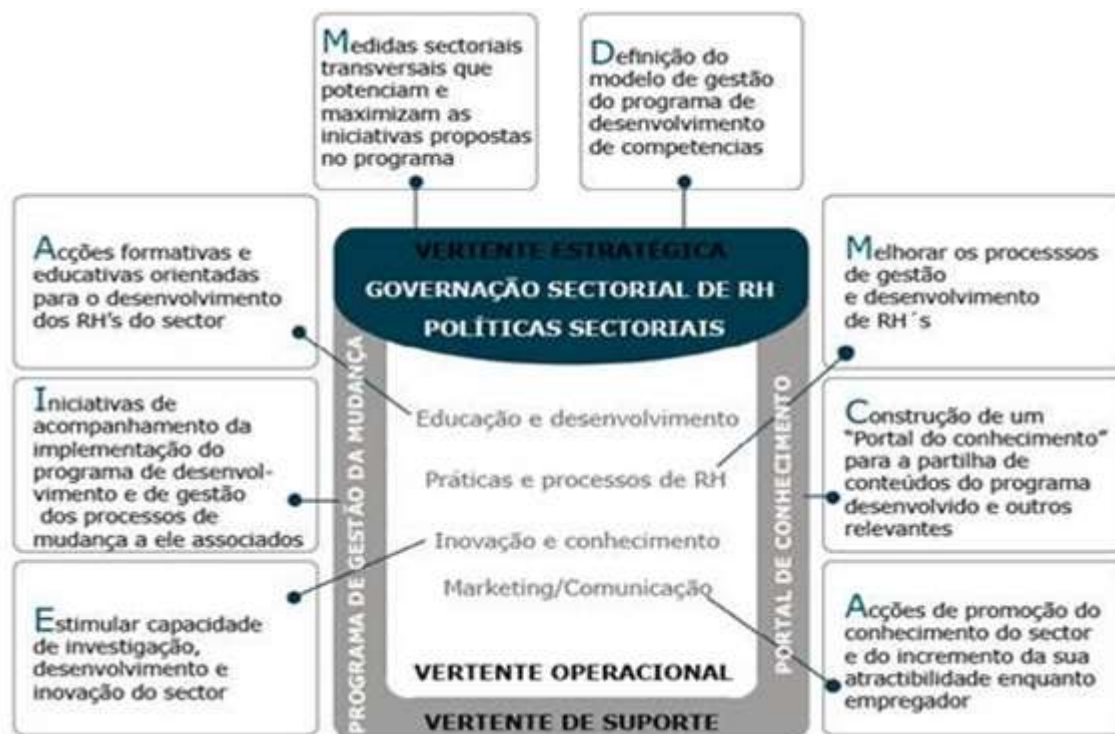 Medidas sectoriais
transversais que
potenciam e
maximizam as
iniciativas propostas
no programa
Definição do
modelo de gestão
do programa de
desenvolvimento
de competencias
Acções formativas e
educativas orientadas
para o desenvolvimento
dos RH's do sector
Iniciativas de
acompanhamento da
implementação do
programa de desenvol-
vimento e de gestão
dos processos de
mudança a ele associados
Estimular capacidade
de investigação,
desenvolvimento e
inovação do sector
VERTENTE ESTRATÉGICA
GOVERNAÇÃO SECTORIAL DE RH
POLÍTICAS SECTORIAIS
PROGRAMA DE GESTÃO DA MUDANÇA
Educação e desenvolvimento
Práticas e processos de RH
Inovação e conhecimento
Marketing/Comunicação
VERTENTE OPERACIONAL
VERTENTE DE SUPORTE
PORTAL DE CONHECIMENTO
Melhorar os processsos
de gestão
e desenvolvimento
de RH´s
Construção de um
"Portal do conhecimento"
para a partilha de
conteúdos do programa
desenvolvido e outros
relevantes
Acções de promoção do
conhecimento do sector
e do incremento da sua
atractibilidade enquanto
empregador